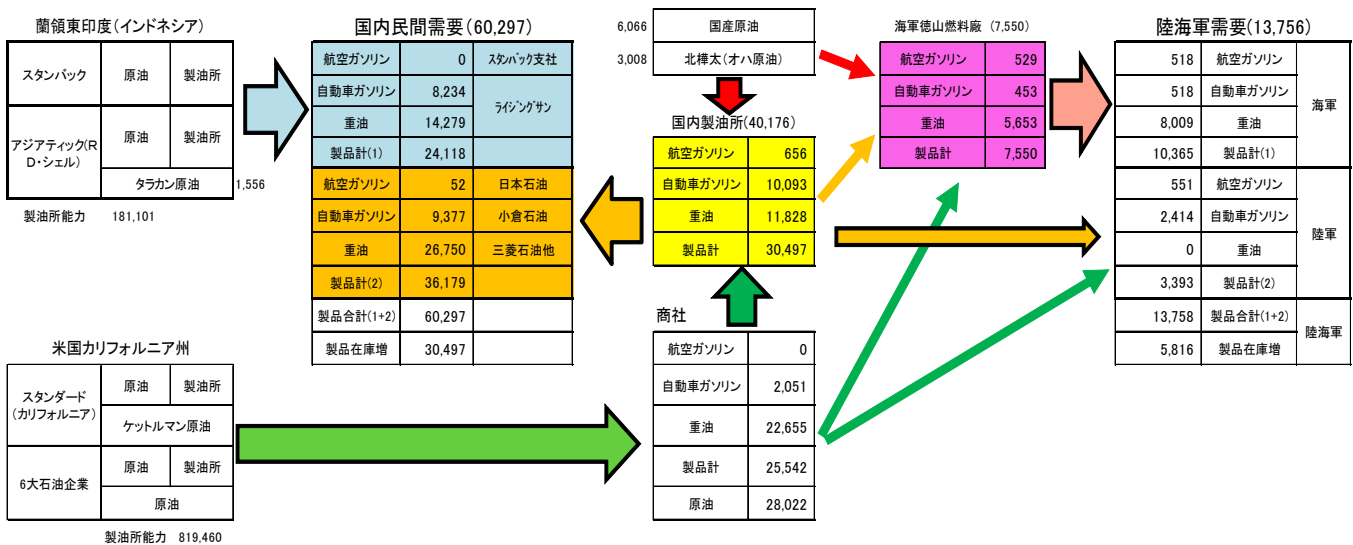 蘭領東印度(インドネシア)
スタンバック 原油 製油所
アジアティック(RD・シェル) 原油 製油所
タラカン原油 1,556
製油所能力 181,101
国内民間需要(60,297)
航空ガソリン 0 スタンバック支社
自動車ガソリン 8,234 ライジングサン
重油 14,279
製品計(1) 24,118
航空ガソリン 52 日本石油
自動車ガソリン 9,377 小倉石油
重油 26,750 三菱石油他
製品計(2) 36,179
製品合計(1+2) 60,297
製品在庫増 30,497
6,066 国産原油
3,008 北樺太(オハ原油)
国内製油所(40,176)
航空ガソリン 656
自動車ガソリン 10,093
重油 11,828
製品計 30,497
海軍徳山燃料廠 (7,550)
航空ガソリン 529
自動車ガソリン 453
重油 5,653
製品計 7,550
陸海軍需要(13,756)
518 航空ガソリン 海軍
518 自動車ガソリン
8,009 重油
10,365 製品計(1)
551 航空ガソリン 陸軍
2,414 自動車ガソリン
0 重油
3,393 製品計(2)
13,758 製品合計(1+2) 陸海軍
5,816 製品在庫増
米国カリフォルニア州
スタンダード(カリフォルニア) 原油 製油所
ケットルマン原油
6大石油企業 原油 製油所
原油
製油所能力 819,460
商社
航空ガソリン 0
自動車ガソリン 2,051
重油 22,655
製品計 25,542
原油 28,022